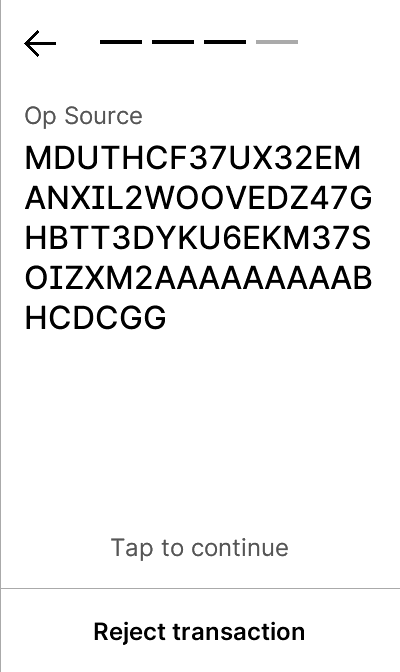 Op Source
MDUTHCF37UX32EM
ANXIL2WOOVEDZ47G
HBTT3DYKU6EKM37S
OIZXM2AAAAAAAAAB
HCDCGG
Tap to continue
Reject transaction